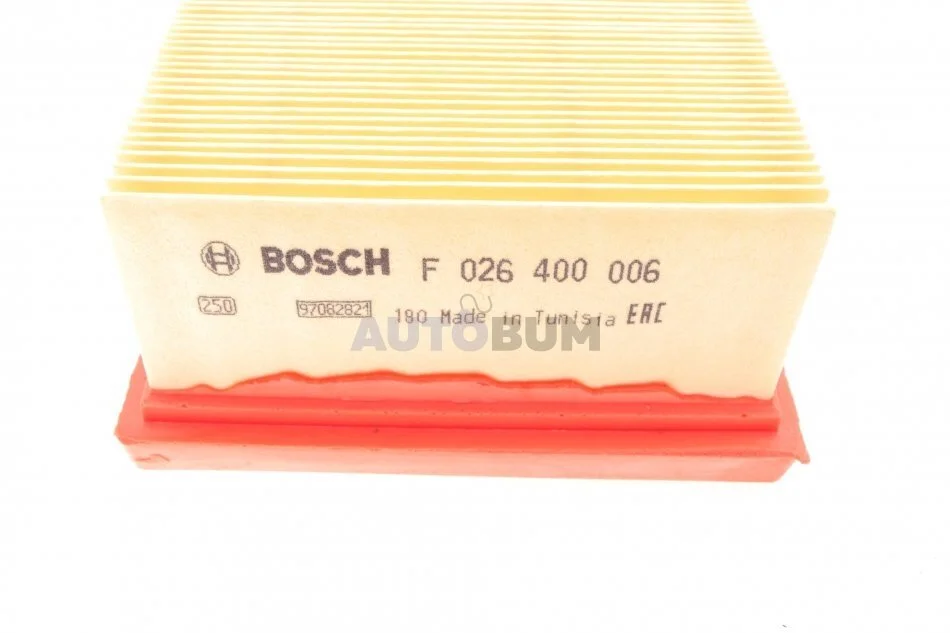 BOSCH F 026 400 006
250 97082821 180 Made in Tunisia EAC
AUTOBUM